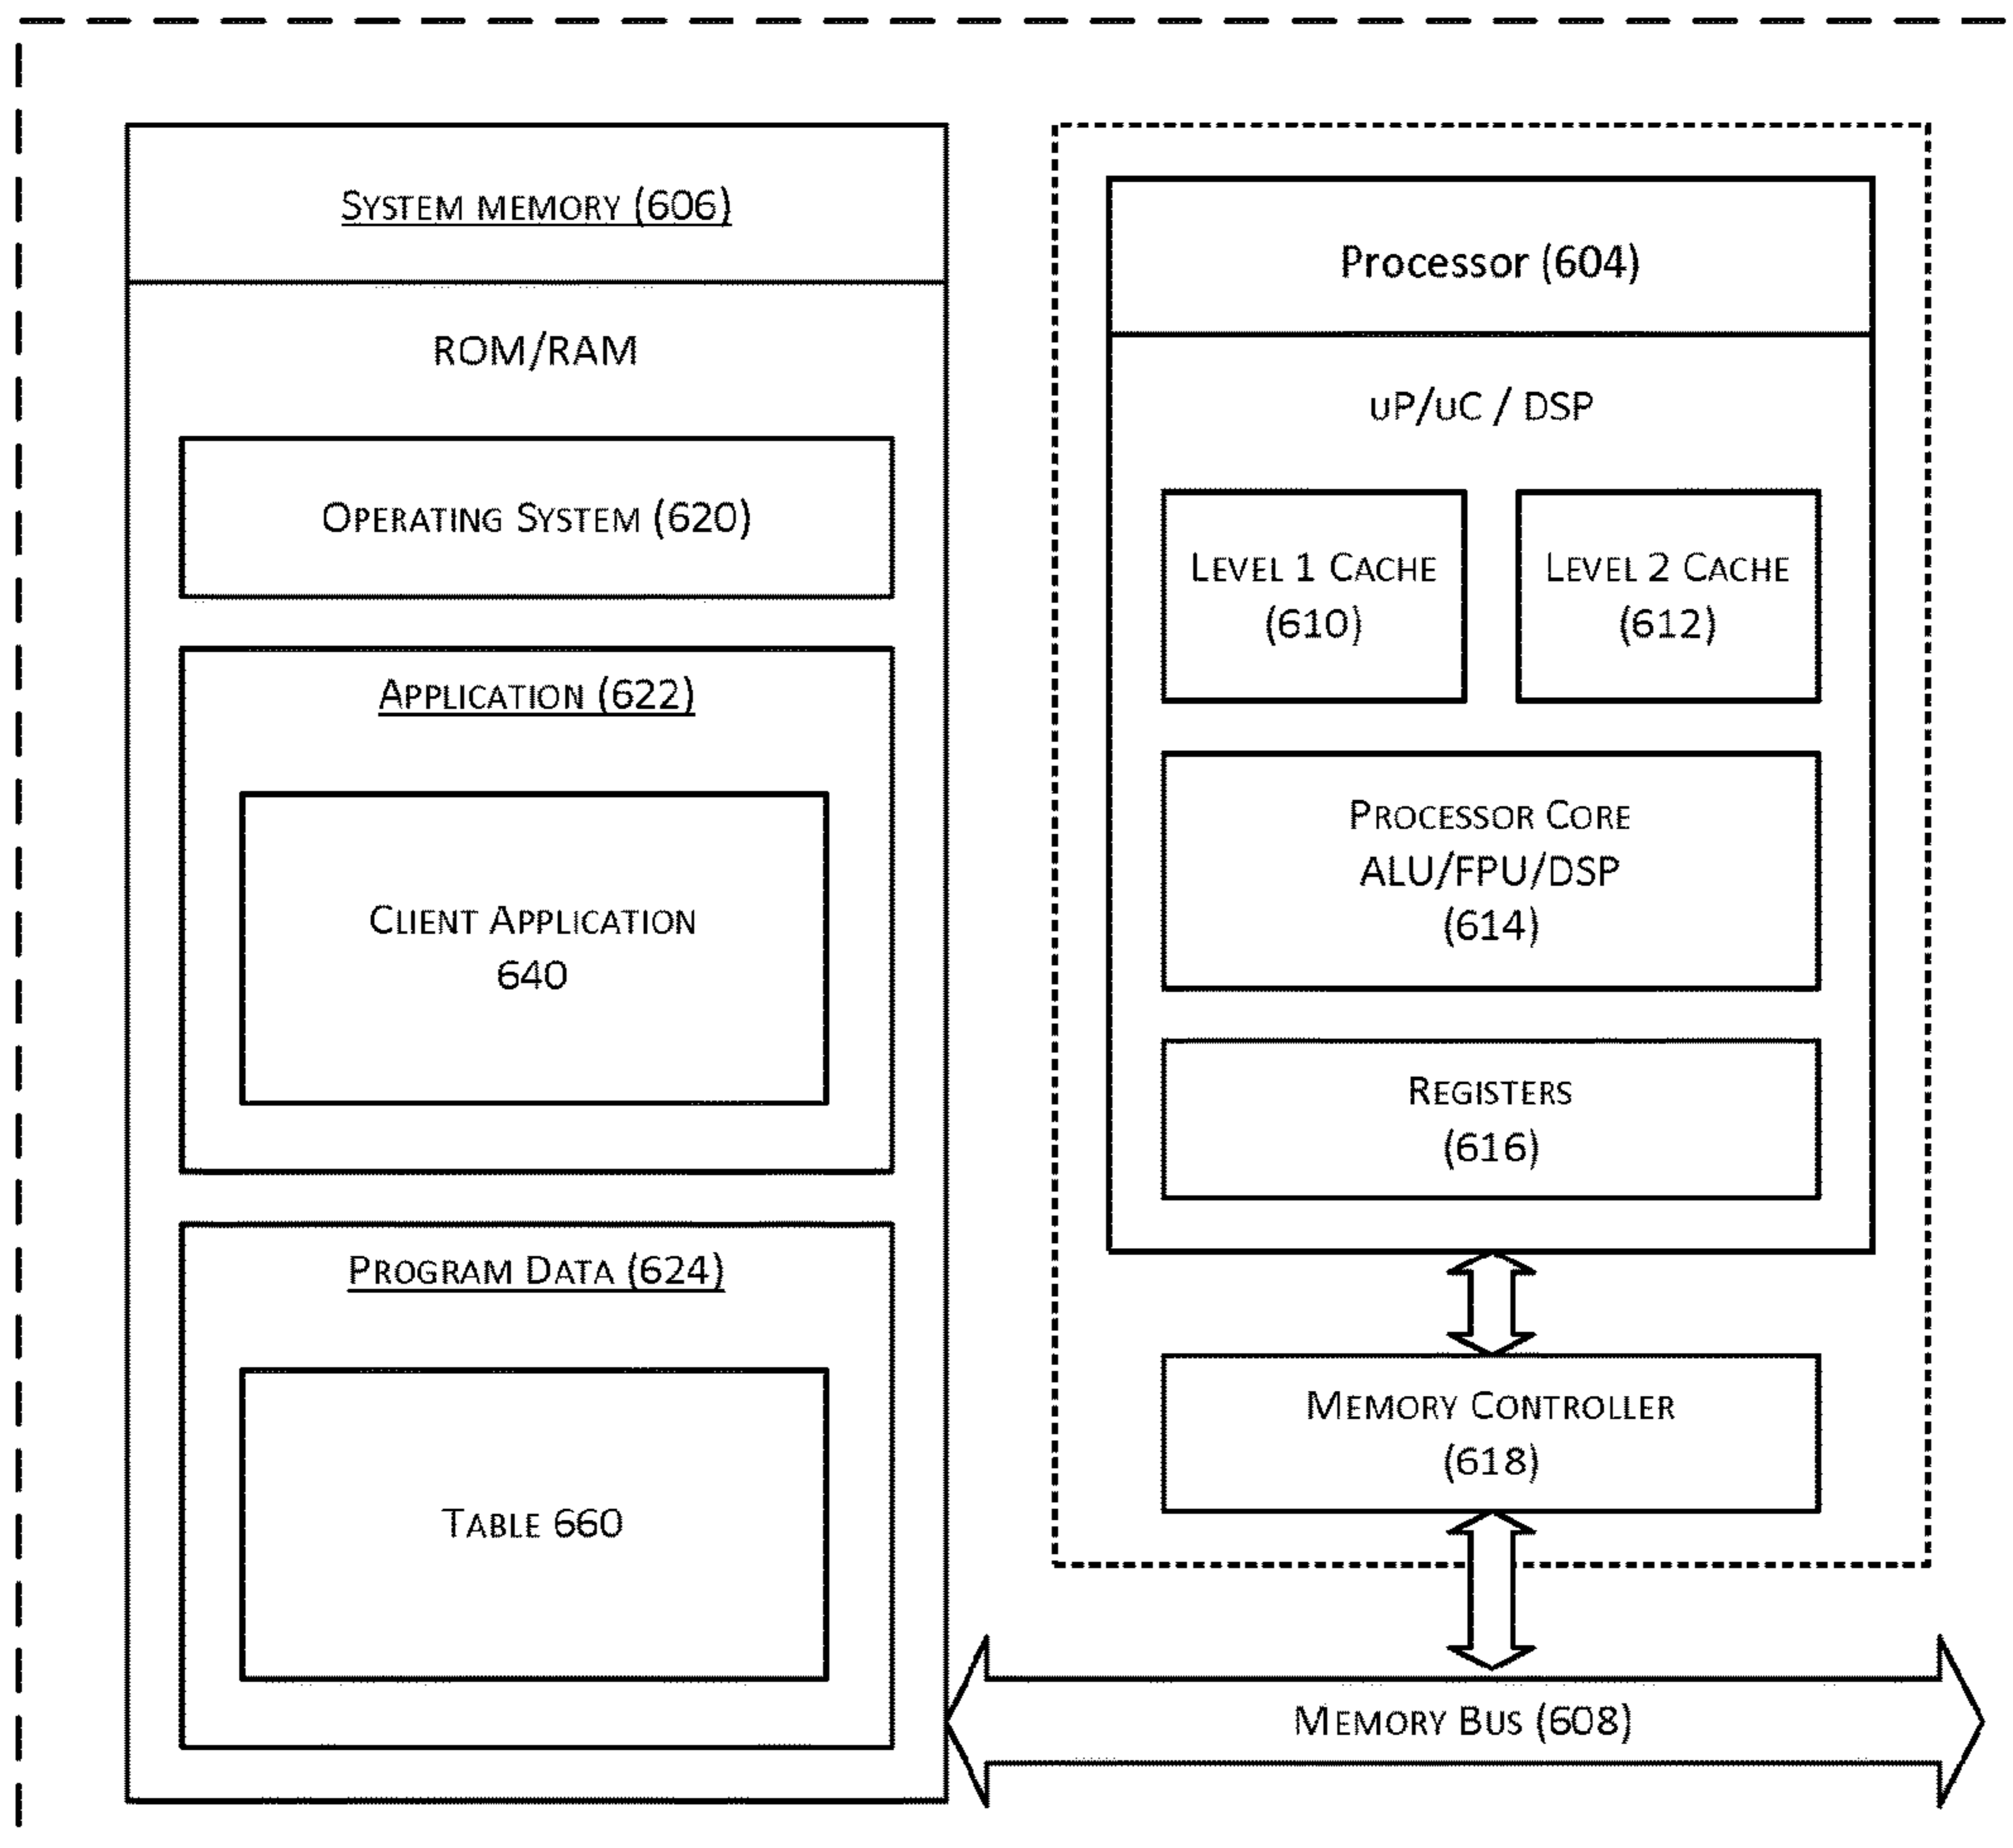 SYSTEM MEMORY (606)
ROM/RAM
OPERATING SYSTEM (620)
APPLICATION (622)
CLIENT APPLICATION
640
PROGRAM DATA (624)
TABLE 660
Processor (604)
uP/uC / DSP
LEVEL 1 CACHE
(610)
LEVEL 2 CACHE
(612)
PROCESSOR CORE
ALU/FPU/DSP
(614)
REGISTERS
(616)
MEMORY CONTROLLER
(618)
MEMORY BUS (608)